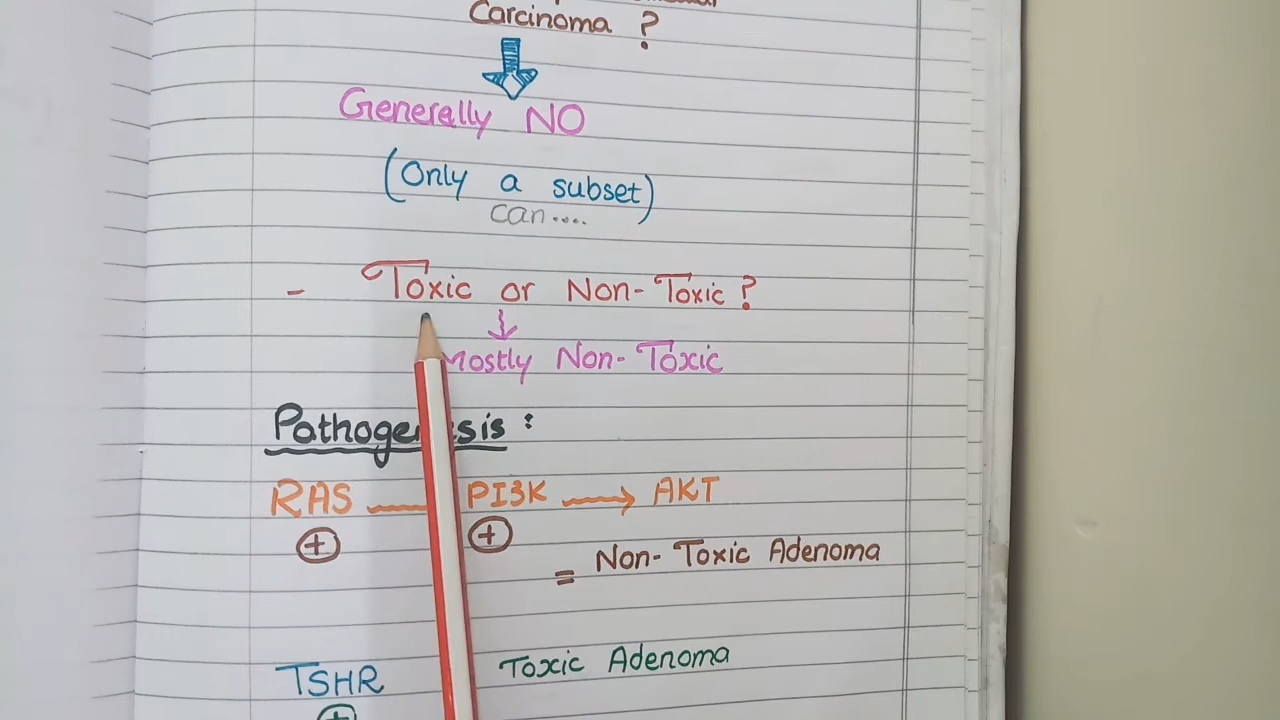 Carcinoma ?
Generally NO
(Only a subset)
can....
- Toxic or Non-Toxic ?
Mostly Non-Toxic
Pathogenesis :
RAS PI3K AKT
+ +
= Non-Toxic Adenoma
TSHR Toxic Adenoma
+